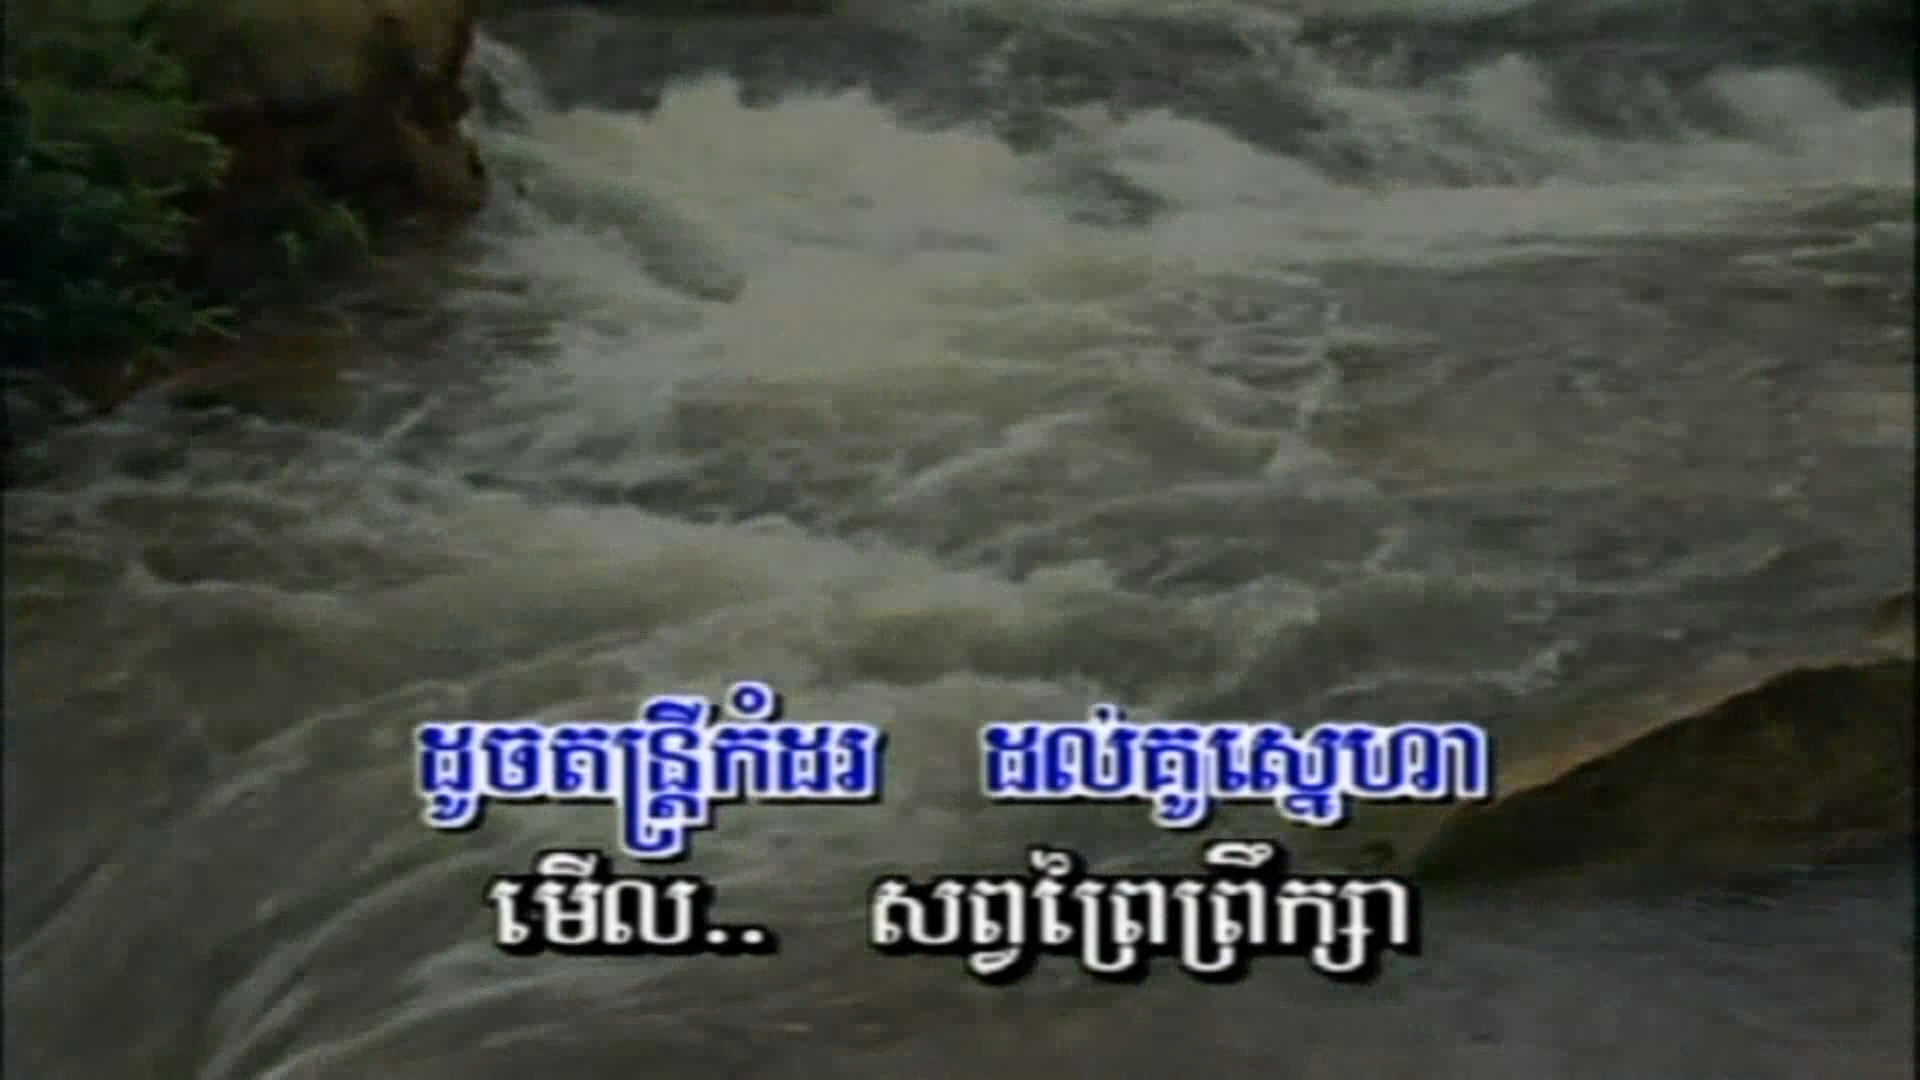 ដូចតន្ត្រីកំដរ ដល់គូស្នេហា
មើល.. សព្វព្រៃព្រឹក្សា